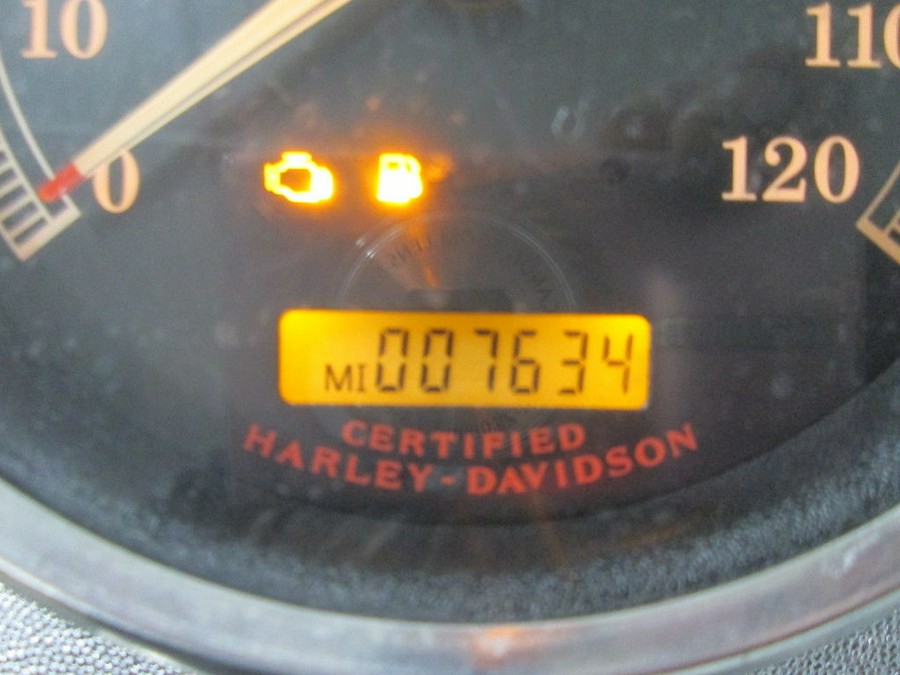 10
110
0
120
MI 007634
CERTIFIED
HARLEY-DAVIDSON